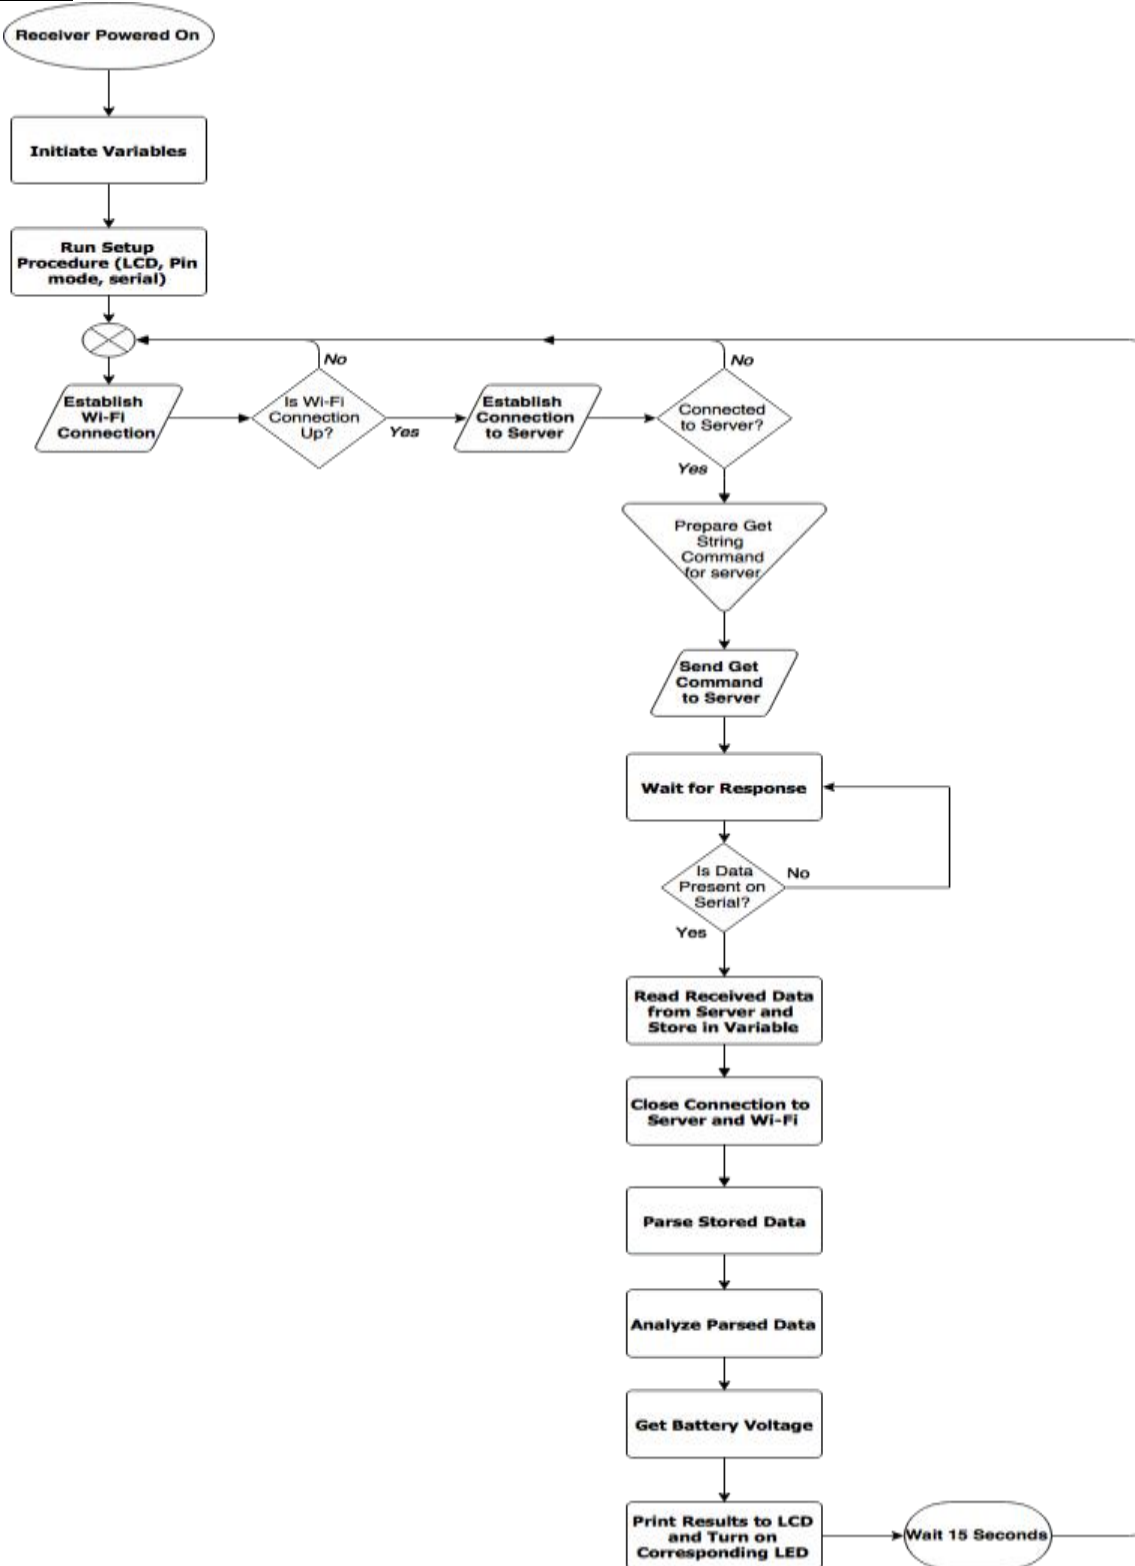 Receiver Powered On
Initiate Variables
Run Setup
Procedure (LCD, Pin
mode, serial)
Establish
Wi-Fi
Connection
Is Wi-Fi
Connection
Up?
No
Yes
Establish
Connection
to Server
Connected
to Server?
No
Yes
Prepare Get
String
Command
for server
Send Get
Command
to Server
Wait for Response
Is Data
Present on
Serial?
No
Yes
Read Received Data
from Server and
Store in Variable
Close Connection to
Server and Wi-Fi
Parse Stored Data
Analyze Parsed Data
Get Battery Voltage
Print Results to LCD
and Turn on
Corresponding LED
Wait 15 Seconds